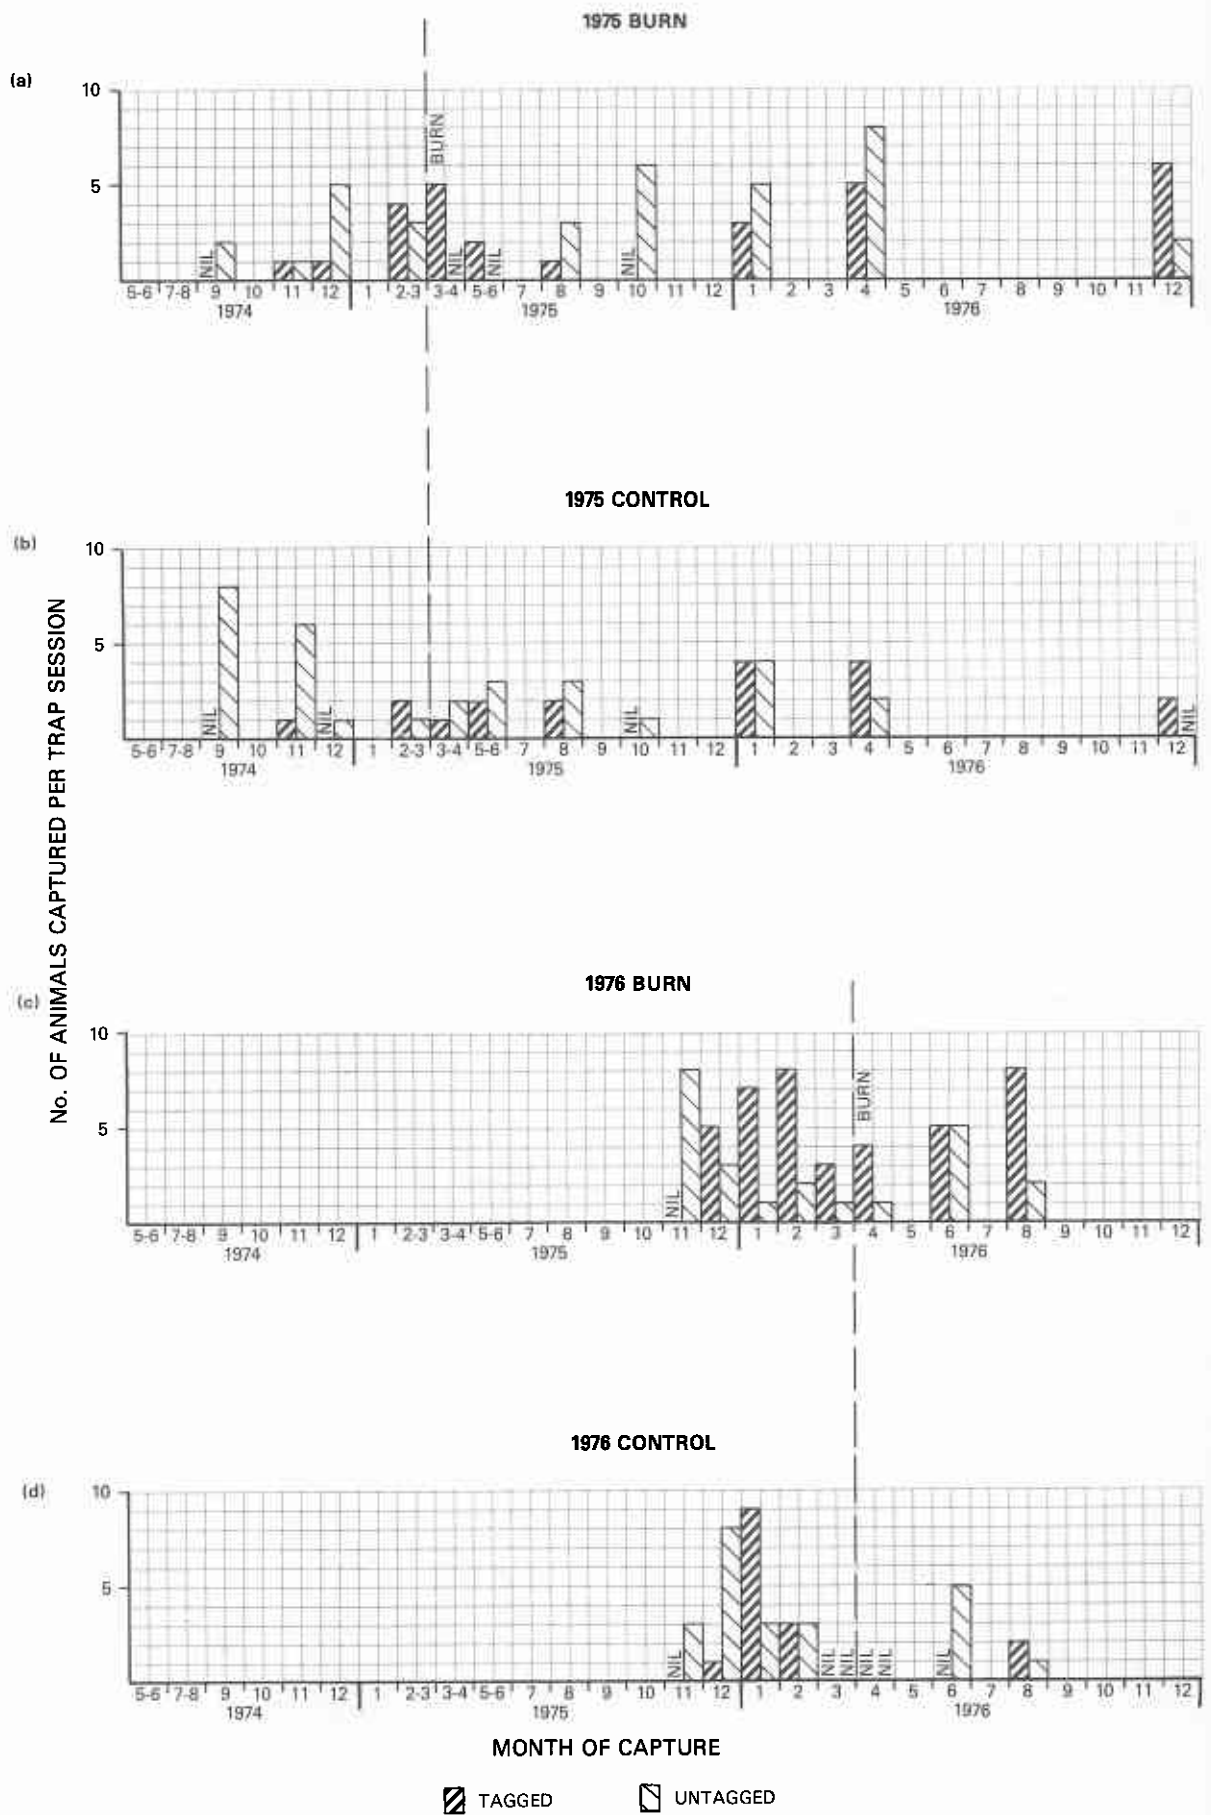 1975 BURN
(a)
10
5
BURN
NIL
NIL
NIL
NIL
5-6 7-8 9 10 11 12 1 2-3 3-4 5-6 7 8 9 10 11 12 1 2 3 4 5 6 7 8 9 10 11 12
1974 1975 1976
1975 CONTROL
(b)
10
5
NIL
NIL
NIL
NIL
5-6 7-8 9 10 11 12 1 2-3 3-4 5-6 7 8 9 10 11 12 1 2 3 4 5 6 7 8 9 10 11 12
1974 1975 1976
No. OF ANIMALS CAPTURED PER TRAP SESSION
1976 BURN
(c)
10
5
BURN
NIL
5-6 7-8 9 10 11 12 1 2-3 3-4 5-6 7 8 9 10 11 12 1 2 3 4 5 6 7 8 9 10 11 12
1974 1975 1976
1976 CONTROL
(d)
10
5
NIL
NIL
NIL
NIL
NIL
NIL
5-6 7-8 9 10 11 12 1 2-3 3-4 5-6 7 8 9 10 11 12 1 2 3 4 5 6 7 8 9 10 11 12
1974 1975 1976
MONTH OF CAPTURE
TAGGED UNTAGGED